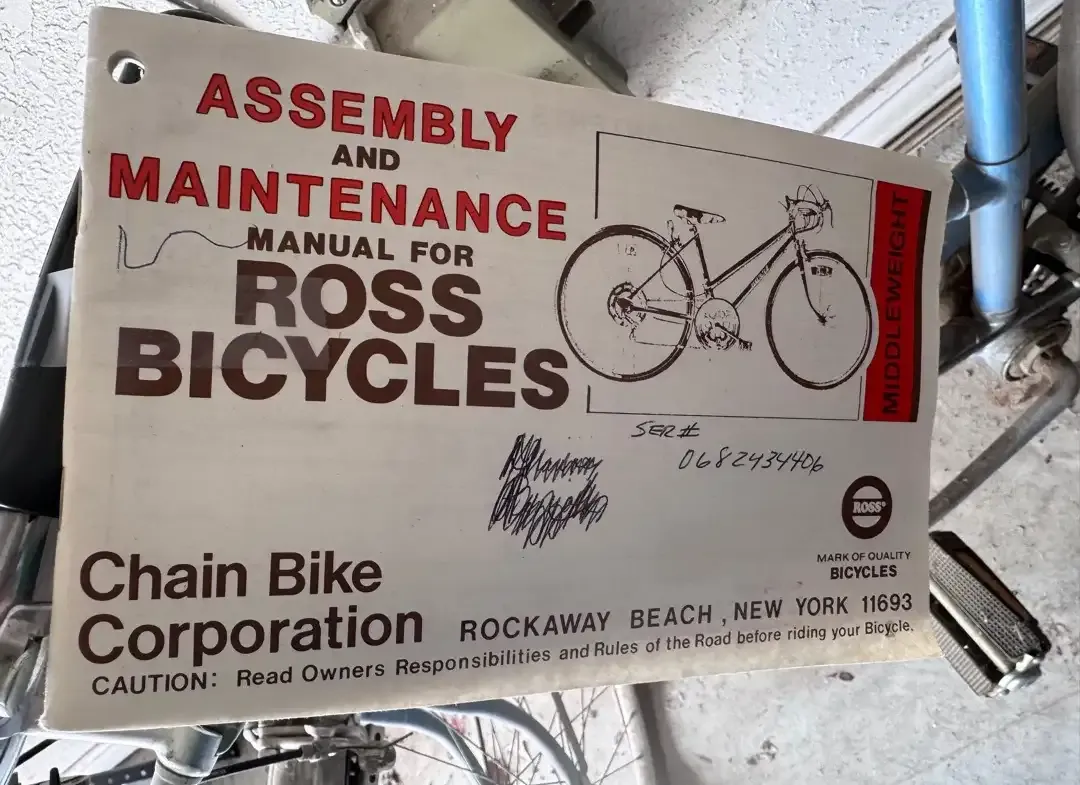 ASSEMBLY
AND
MAINTENANCE
MANUAL FOR
ROSS
BICYCLES
MIDDLEWEIGHT
SER #
0682434406
ROSS®
MARK OF QUALITY
BICYCLES
Chain Bike
Corporation
ROCKAWAY BEACH, NEW YORK 11693
CAUTION: Read Owners Responsibilities and Rules of the Road before riding your Bicycle.